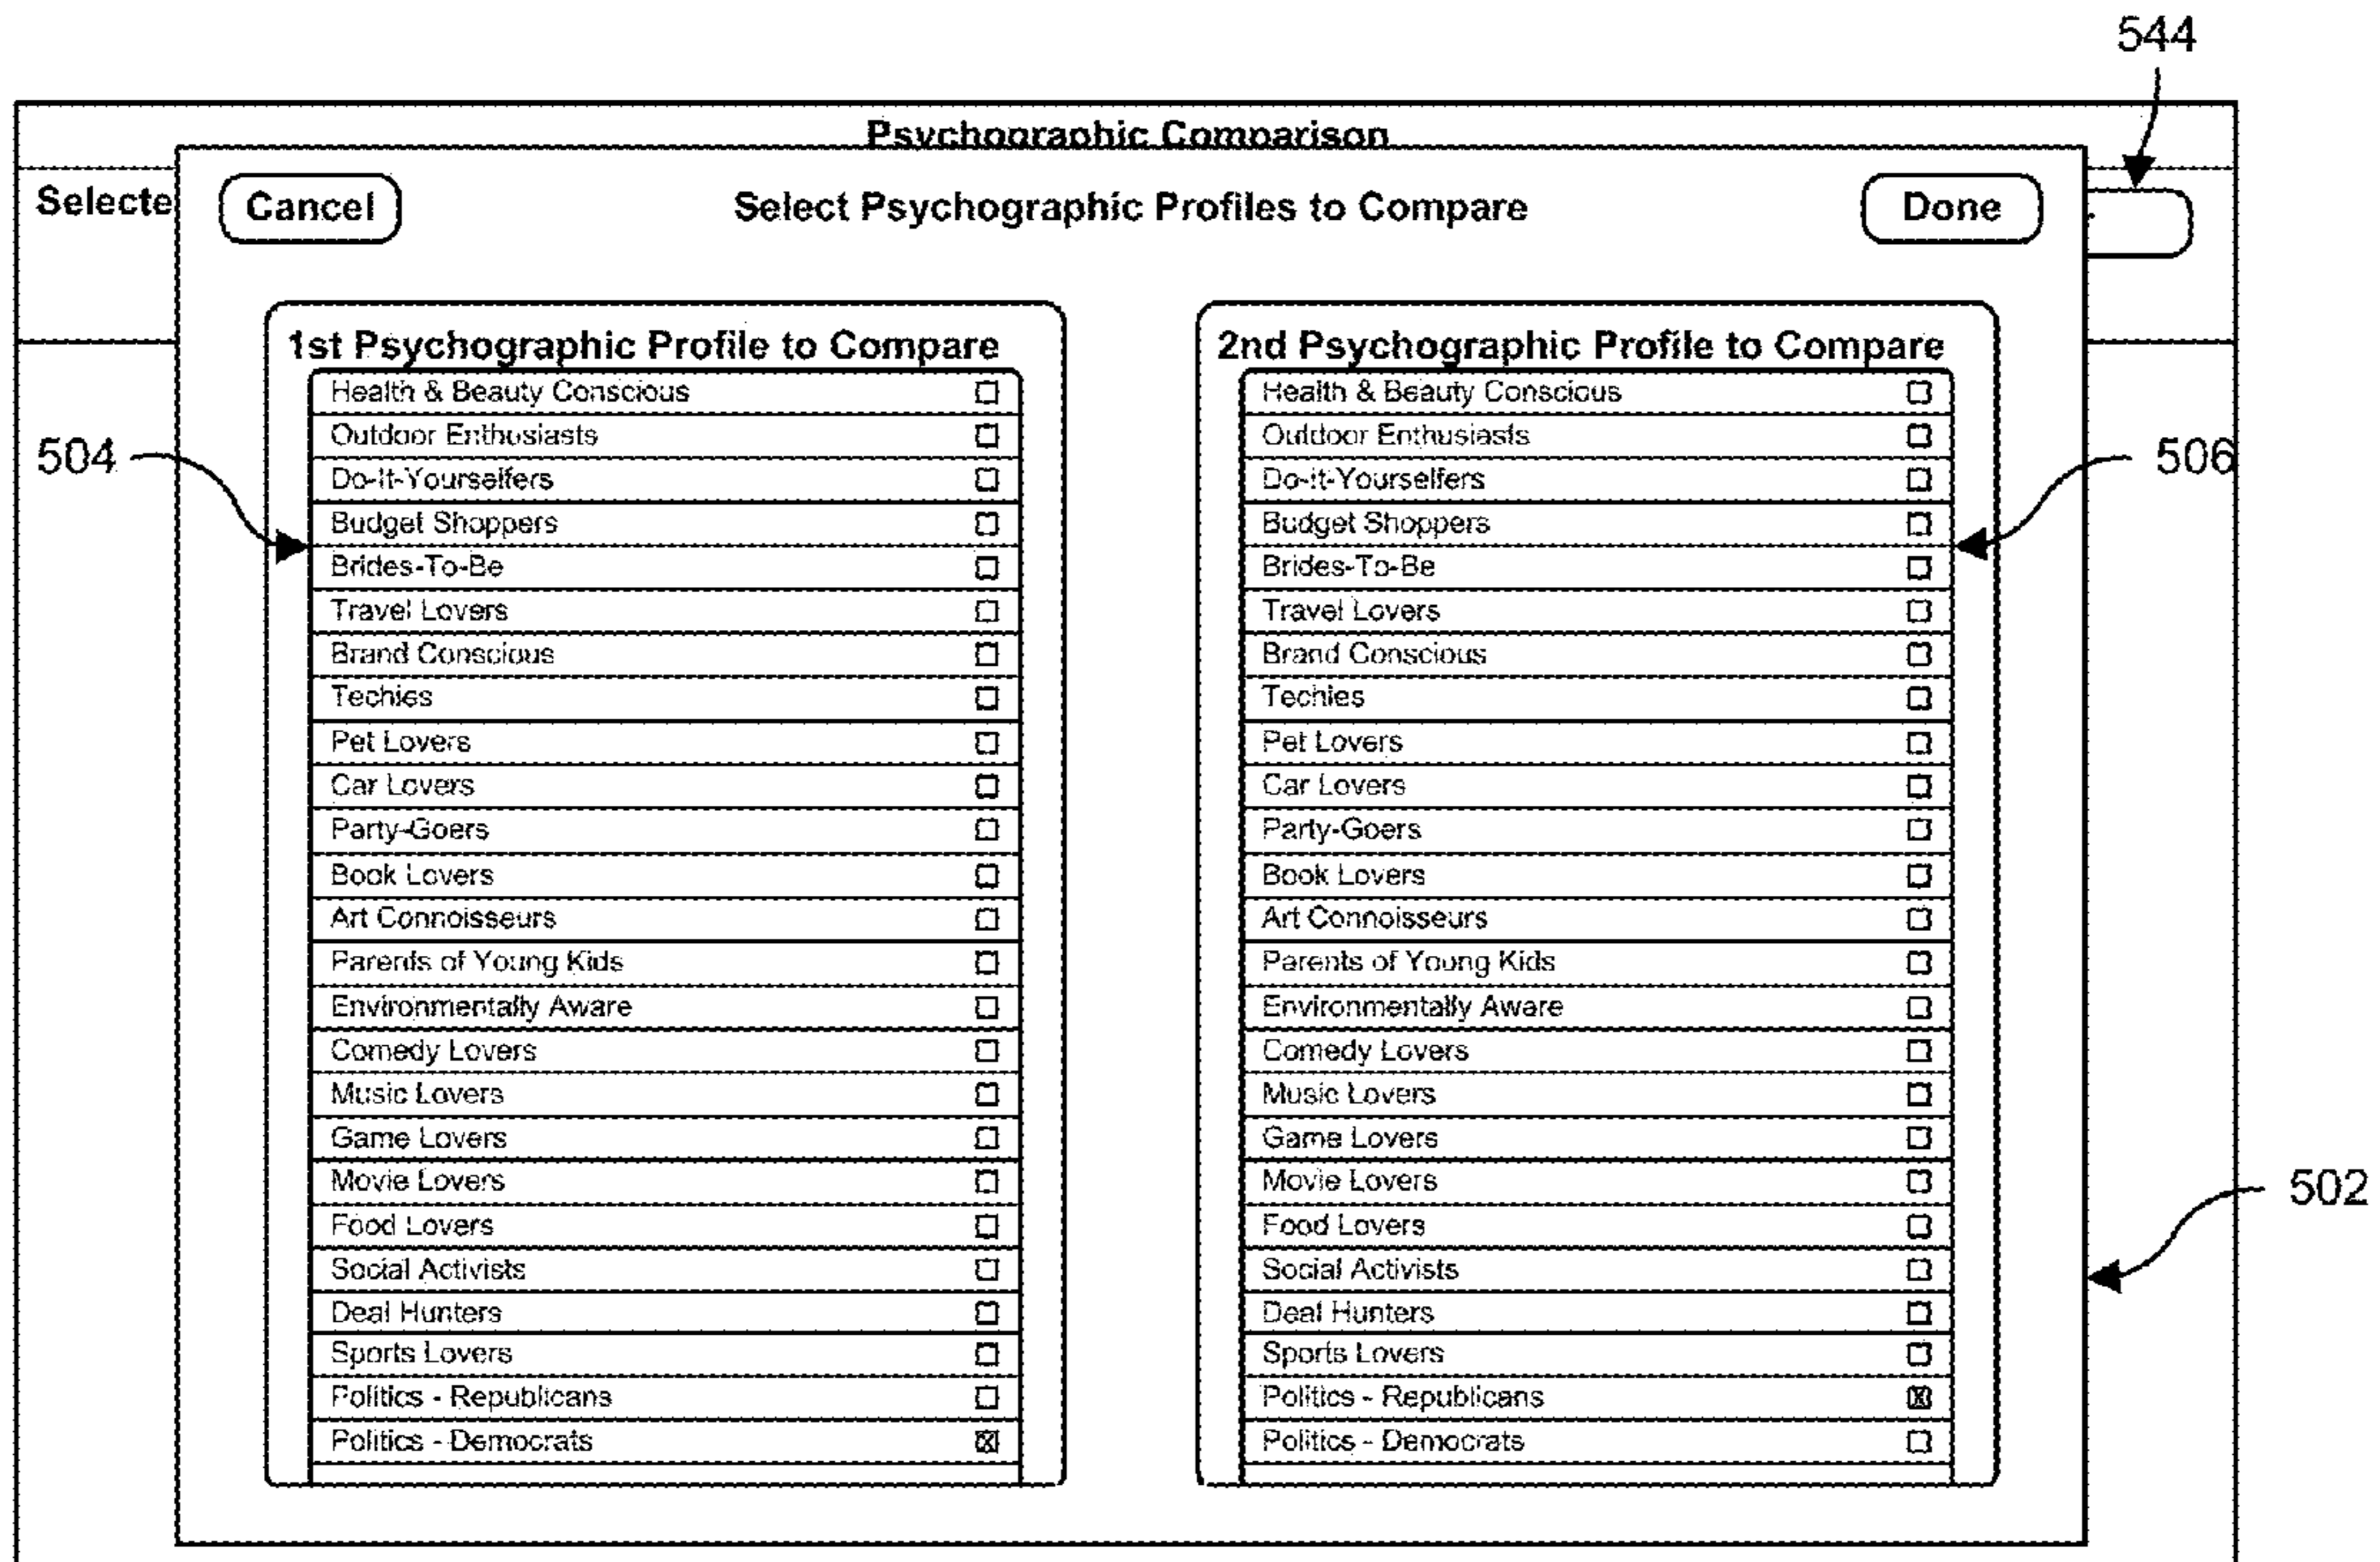 544
Psychographic Comparison
Selecte
Cancel
Select Psychographic Profiles to Compare
Done
1st Psychographic Profile to Compare
Health & Beauty Conscious
Outdoor Enthusiasts
Do-It-Yourselfers
Budget Shoppers
Brides-To-Be
Travel Lovers
Brand Conscious
Techies
Pet Lovers
Car Lovers
Party-Goers
Book Lovers
Art Connoisseurs
Parents of Young Kids
Environmentally Aware
Comedy Lovers
Music Lovers
Game Lovers
Movie Lovers
Food Lovers
Social Activists
Deal Hunters
Sports Lovers
Politics - Republicans
Politics - Democrats
2nd Psychographic Profile to Compare
Health & Beauty Conscious
Outdoor Enthusiasts
Do-It-Yourselfers
Budget Shoppers
Brides-To-Be
Travel Lovers
Brand Conscious
Techies
Pet Lovers
Car Lovers
Party-Goers
Book Lovers
Art Connoisseurs
Parents of Young Kids
Environmentally Aware
Comedy Lovers
Music Lovers
Game Lovers
Movie Lovers
Food Lovers
Social Activists
Deal Hunters
Sports Lovers
Politics - Republicans
Politics - Democrats
504
506
502